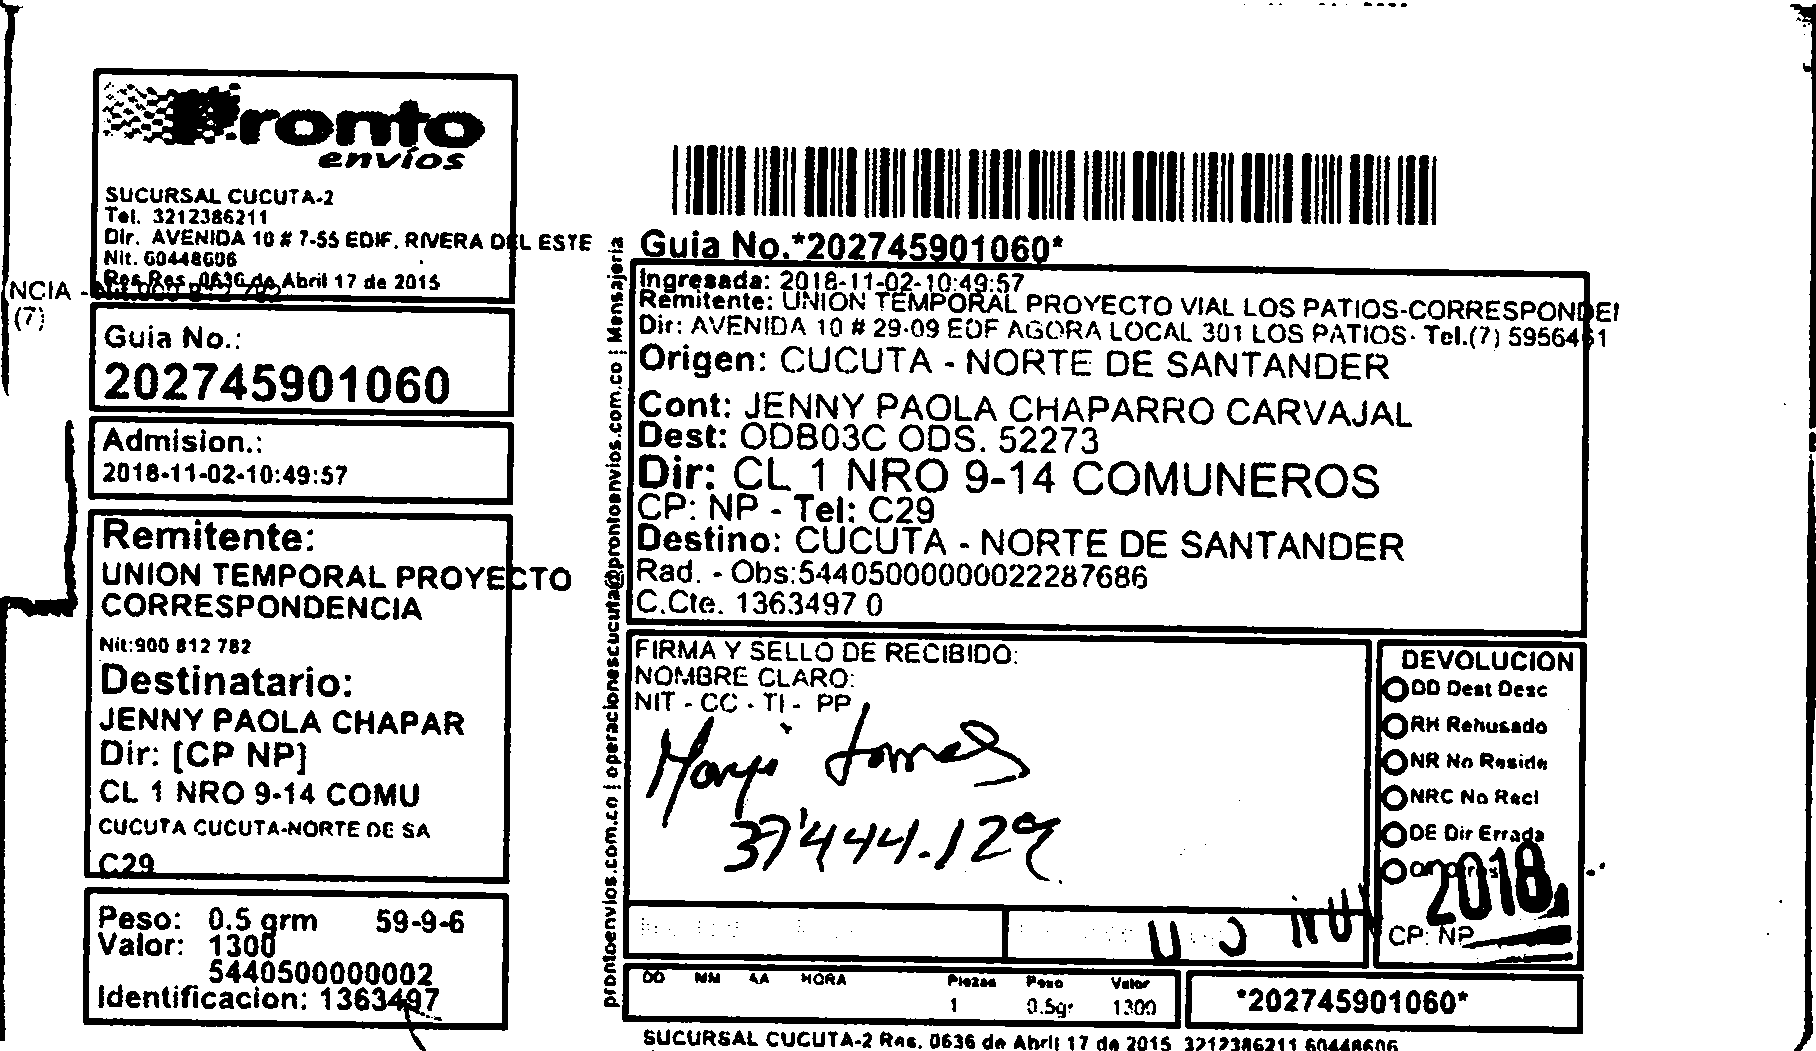 Pronto
envíos
SUCURSAL CUCUTA-2
Tel. 3212386211
Dir. AVENIDA 10 # 7-55 EDIF. RIVERA DEL ESTE
Nit. 60448606
Res.Res. 0636 de Abril 17 de 2015
NCIA -
(7)
Guia No.:
202745901060
Admision.:
2018-11-02-10:49:57
Remitente:
UNION TEMPORAL PROYECTO
CORRESPONDENCIA
Nit:900 812 782
Destinatario:
JENNY PAOLA CHAPAR
Dir: [CP NP]
CL 1 NRO 9-14 COMU
CUCUTA CUCUTA-NORTE DE SA
C29
Peso: 0.5 grm 59-9-6
Valor: 1300
5440500000002
Identificacion: 1363497
prontoenvios.com.co | operacionescucuta@prontoenvios.com.co | Mensajeria
Guia No.*202745901060*
Ingresada: 2018-11-02-10:49:57
Remitente: UNION TEMPORAL PROYECTO VIAL LOS PATIOS-CORRESPONDEI
Dir: AVENIDA 10 # 29-09 EDF AGORA LOCAL 301 LOS PATIOS- Tel.(7) 5956461
Origen: CUCUTA - NORTE DE SANTANDER
Cont: JENNY PAOLA CHAPARRO CARVAJAL
Dest: ODB03C ODS. 52273
Dir: CL 1 NRO 9-14 COMUNEROS
CP: NP - Tel: C29
Destino: CUCUTA - NORTE DE SANTANDER
Rad. - Obs:54405000000022287686
C.Cte. 1363497 0
FIRMA Y SELLO DE RECIBIDO:
NOMBRE CLARO:
NIT - CC - TI - PP
37'444.129
DEVOLUCION
DD Dest Desc
RH Rehusado
NR No Reside
NRC No Recl
DE Dir Errada
2018
CP: NP
DD MM AA HORA Piezas Peso Valor
1 0.5gr 1300
*202745901060*
SUCURSAL CUCUTA-2 Res. 0636 de Abril 17 de 2015 3212386211 60448606